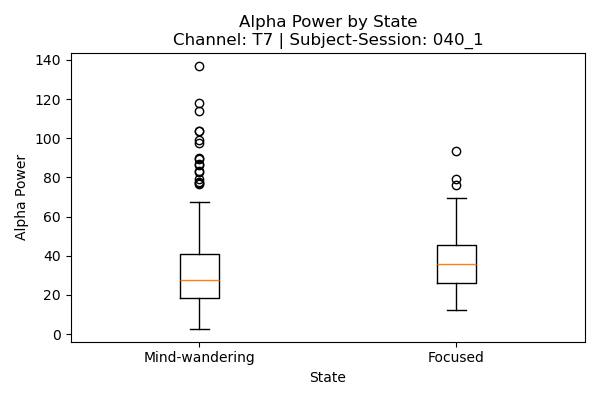 Alpha Power by State
Channel: T7 | Subject-Session: 040_1
140
120
100
80
60
40
20
0
Alpha Power
Mind-wandering
Focused
State